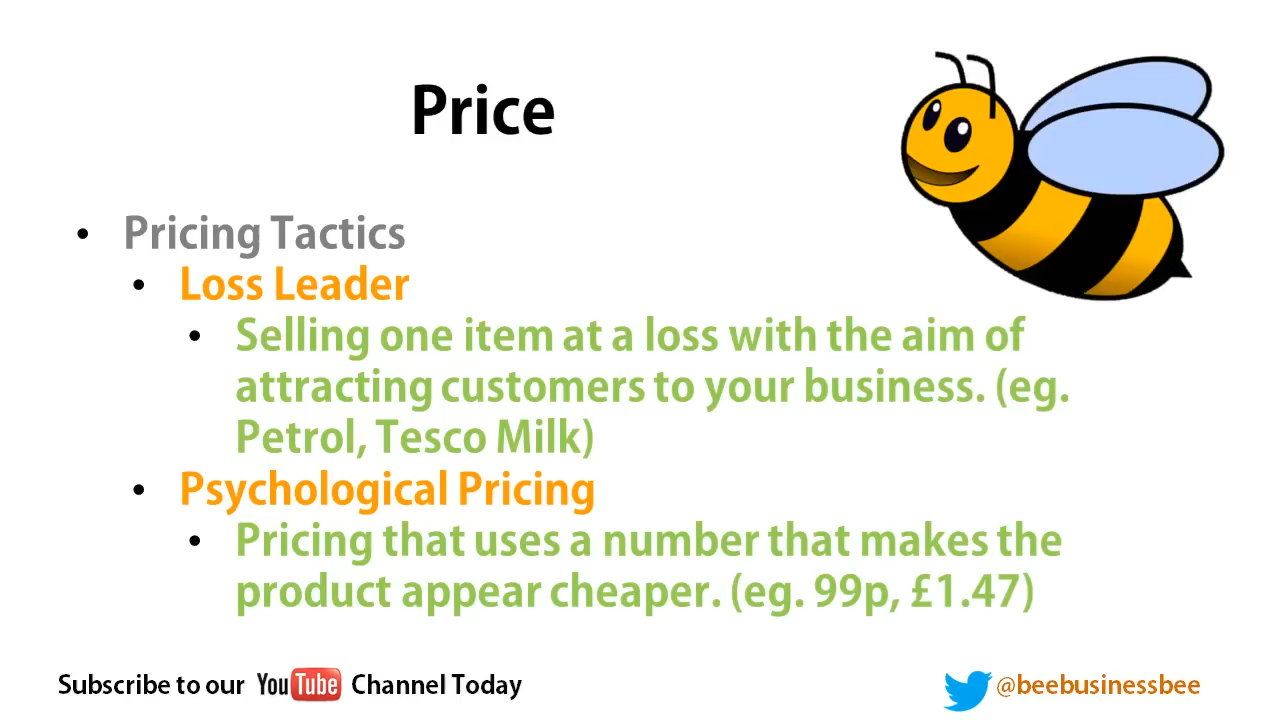 Price
• Pricing Tactics
• Loss Leader
• Selling one item at a loss with the aim of
attracting customers to your business. (eg.
Petrol, Tesco Milk)
• Psychological Pricing
• Pricing that uses a number that makes the
product appear cheaper. (eg. 99p, £1.47)
Subscribe to our YouTube Channel Today
@beebusinessbee